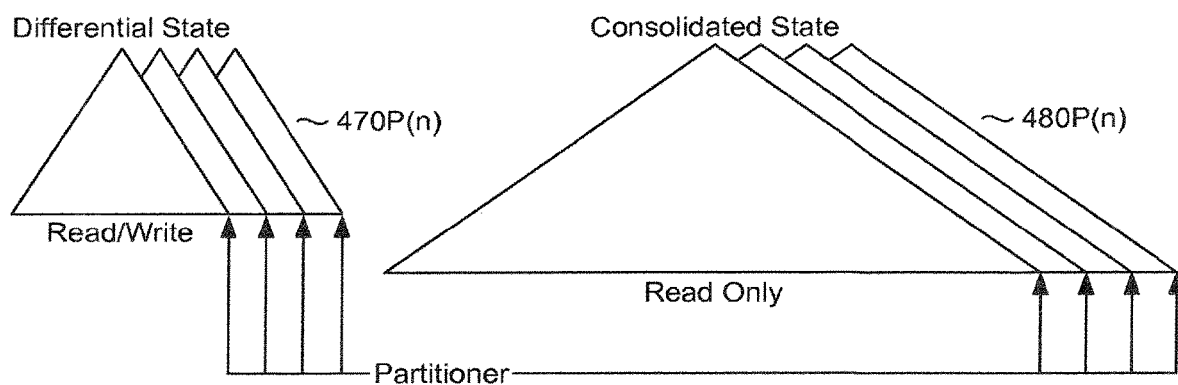 Differential State
Consolidated State
470P(n)
480P(n)
Read/Write
Read Only
Partitioner